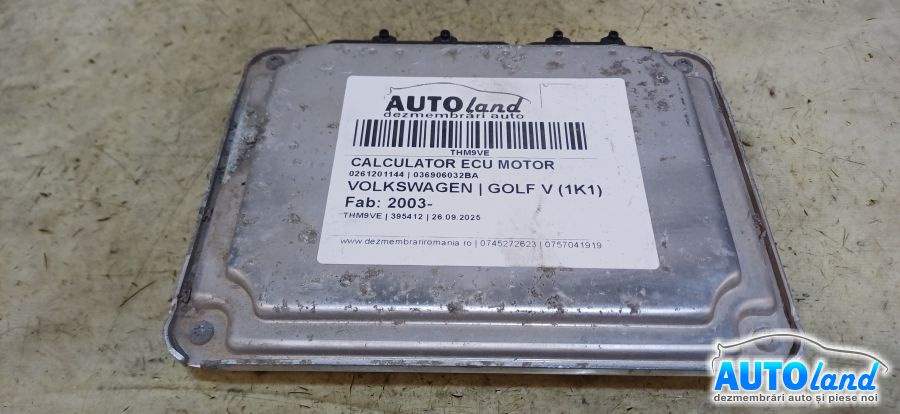 AUTOland
dezmembrări auto
THM9VE
CALCULATOR ECU MOTOR
0261201144 | 036906032BA
VOLKSWAGEN | GOLF V (1K1)
Fab: 2003-
THM9VE | 395412 | 26.09.2025
www.dezmembrariromania.ro | 0745272623 | 0757041919
AUTOland
dezmembrări auto și piese noi